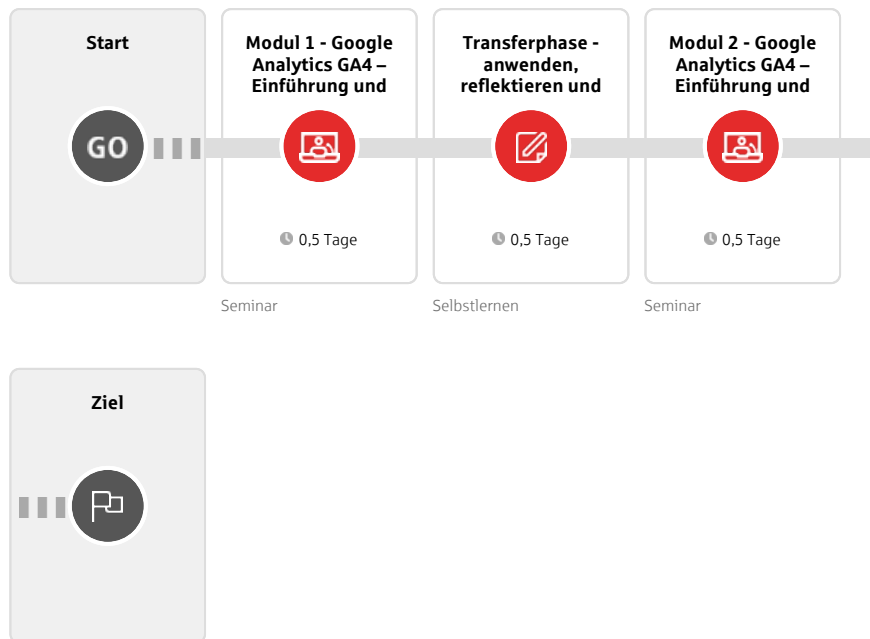 Start
Modul 1 - Google
Analytics GA4 –
Einführung und
Transferphase -
anwenden,
reflektieren und
Modul 2 - Google
Analytics GA4 –
Einführung und
GO
0,5 Tage
0,5 Tage
0,5 Tage
Seminar
Selbstlernen
Seminar
Ziel